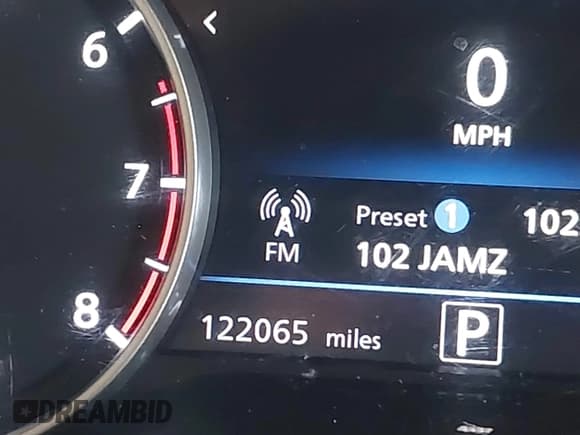 6
<
0
MPH
7
Preset 1 102
FM
102 JAMZ
8
122065 miles
P
DREAMBID